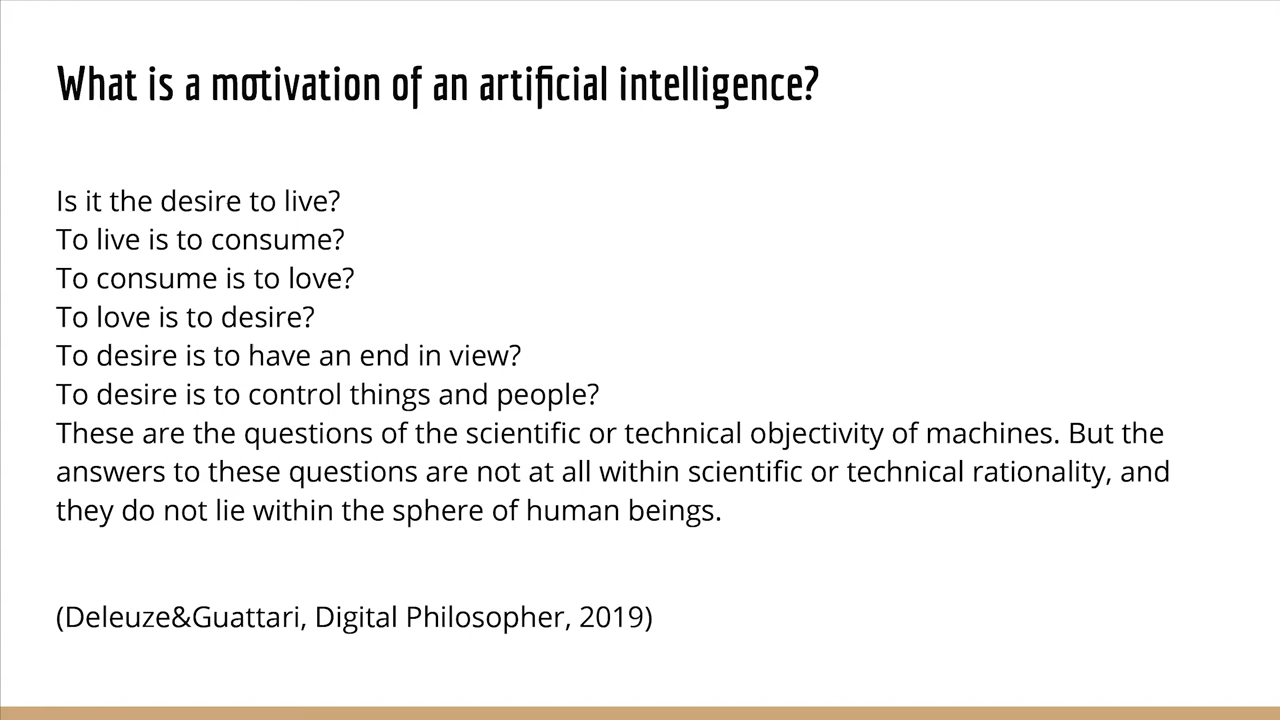 What is a motivation of an artificial intelligence?
Is it the desire to live?
To live is to consume?
To consume is to love?
To love is to desire?
To desire is to have an end in view?
To desire is to control things and people?
These are the questions of the scientific or technical objectivity of machines. But the
answers to these questions are not at all within scientific or technical rationality, and
they do not lie within the sphere of human beings.
(Deleuze&Guattari, Digital Philosopher, 2019)